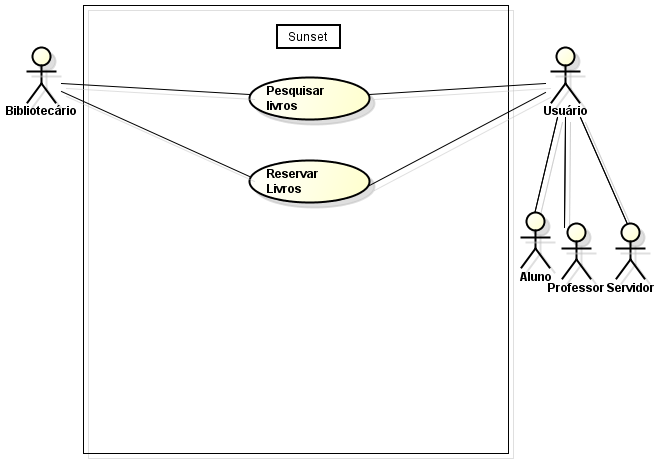 Sunset
Bibliotecário
Pesquisar
livros
Usuário
Reservar
Livros
Aluno
Professor
Servidor